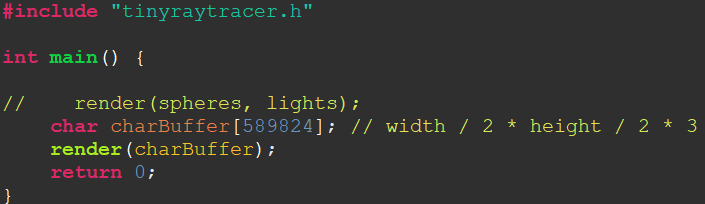 #include "tinyraytracer.h"
int main() {
//    render(spheres, lights);
    char charBuffer[589824]; // width / 2 * height / 2 * 3
    render(charBuffer);
    return 0;
}